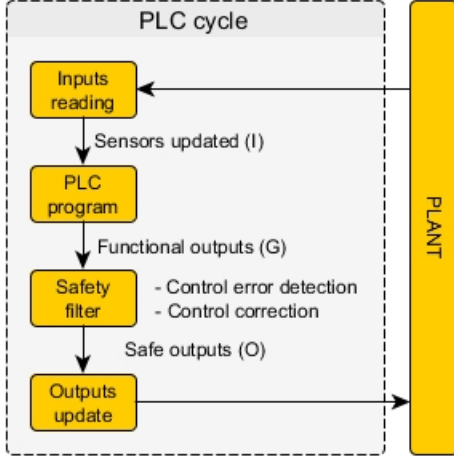 PLC cycle
Inputs
reading
Sensors updated (I)
PLC
program
Functional outputs (G)
Safety
filter
- Control error detection
- Control correction
Safe outputs (O)
Outputs
update
PLANT